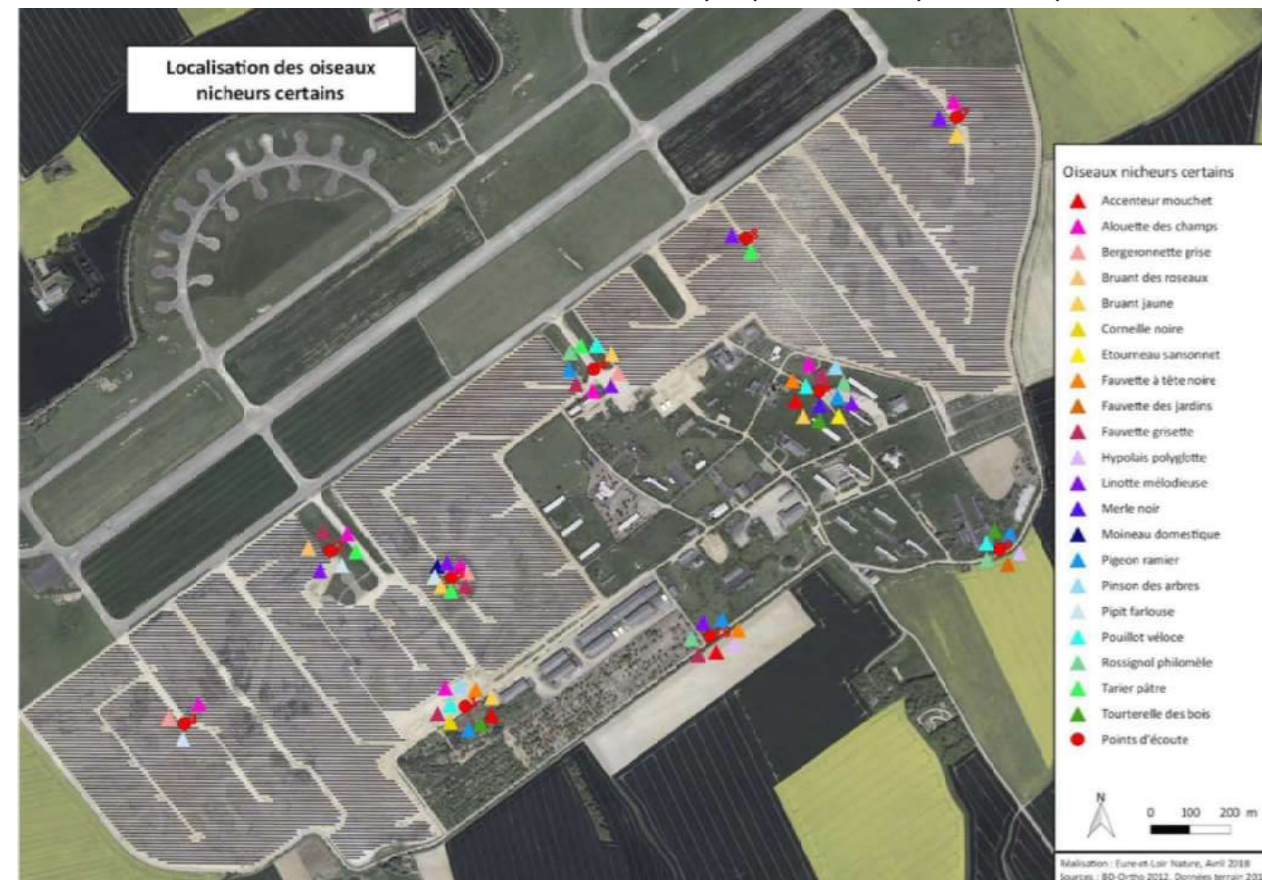 Localisation des oiseaux
nicheurs certains
Oiseaux nicheurs certains
Accenteur mouchet
Alouette des champs
Bergeronnette grise
Bruant des roseaux
Bruant jaune
Corneille noire
Etourneau sansonnet
Fauvette à tête noire
Fauvette des jardins
Fauvette grisette
Hypolais polyglotte
Linotte mélodieuse
Merle noir
Moineau domestique
Pigeon ramier
Pinson des arbres
Pipit farlouse
Pouillot véloce
Rossignol philomèle
Tarier pâtre
Tourterelle des bois
Points d'écoute
N
0 100 200 m
Réalisation : Eure-et-Loir Nature, Avril 2018
Sources : BD-Ortho 2012, Données terrain 201